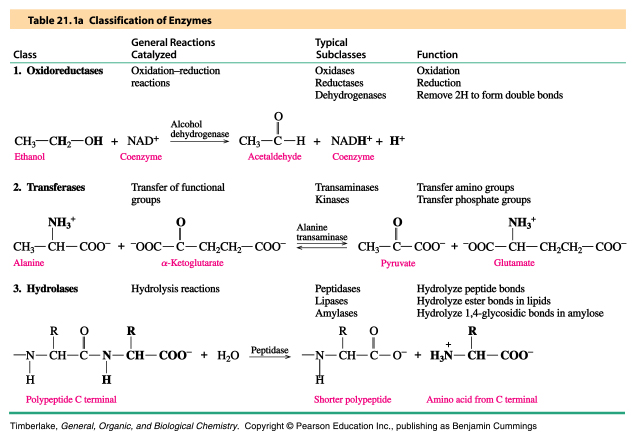 Table 21.1a Classification of Enzymes
Class General Reactions Catalyzed Typical Subclasses Function
1. Oxidoreductases Oxidation–reduction reactions Oxidases Oxidation
Reductases Reduction
Dehydrogenases Remove 2H to form double bonds
O
CH₃—CH₂—OH + NAD⁺ Alcohol dehydrogenase CH₃—C—H + NADH⁺ + H⁺
Ethanol Coenzyme Acetaldehyde Coenzyme
2. Transferases Transfer of functional groups Transaminases Transfer amino groups
Kinases Transfer phosphate groups
NH₃⁺ O O NH₃⁺
CH₃—CH—COO⁻ + ⁻OOC—C—CH₂CH₂—COO⁻ Alanine transaminase CH₃—C—COO⁻ + ⁻OOC—CH—CH₂CH₂—COO⁻
Alanine α-Ketoglutarate Pyruvate Glutamate
3. Hydrolases Hydrolysis reactions Peptidases Hydrolyze peptide bonds
Lipases Hydrolyze ester bonds in lipids
Amylases Hydrolyze 1,4-glycosidic bonds in amylose
R O R R O R
—N—CH—C—N—CH—COO⁻ + H₂O Peptidase —N—CH—C—O⁻ + H₃N⁺—CH—COO⁻
H H H
Polypeptide C terminal Shorter polypeptide Amino acid from C terminal
Timberlake, General, Organic, and Biological Chemistry. Copyright © Pearson Education Inc., publishing as Benjamin Cummings